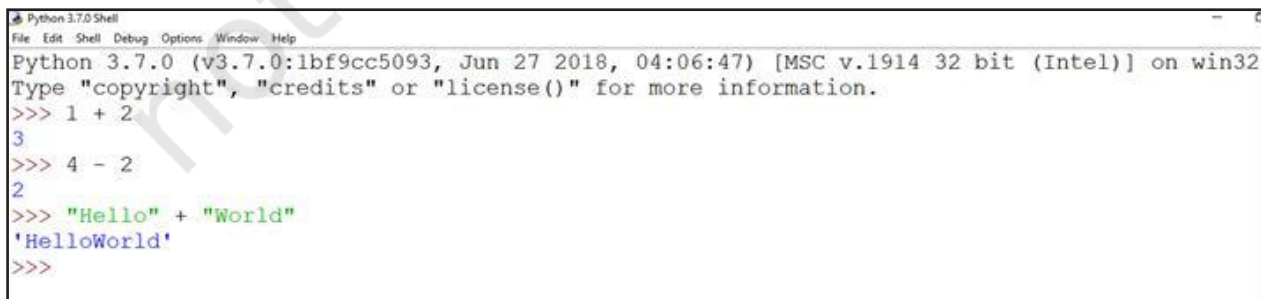 Python 3.7.0 Shell
File Edit Shell Debug Options Window Help
Python 3.7.0 (v3.7.0:1bf9cc5093, Jun 27 2018, 04:06:47) [MSC v.1914 32 bit (Intel)] on win32
Type "copyright", "credits" or "license()" for more information.
>>> 1 + 2
3
>>> 4 - 2
2
>>> "Hello" + "World"
'HelloWorld'
>>>
not